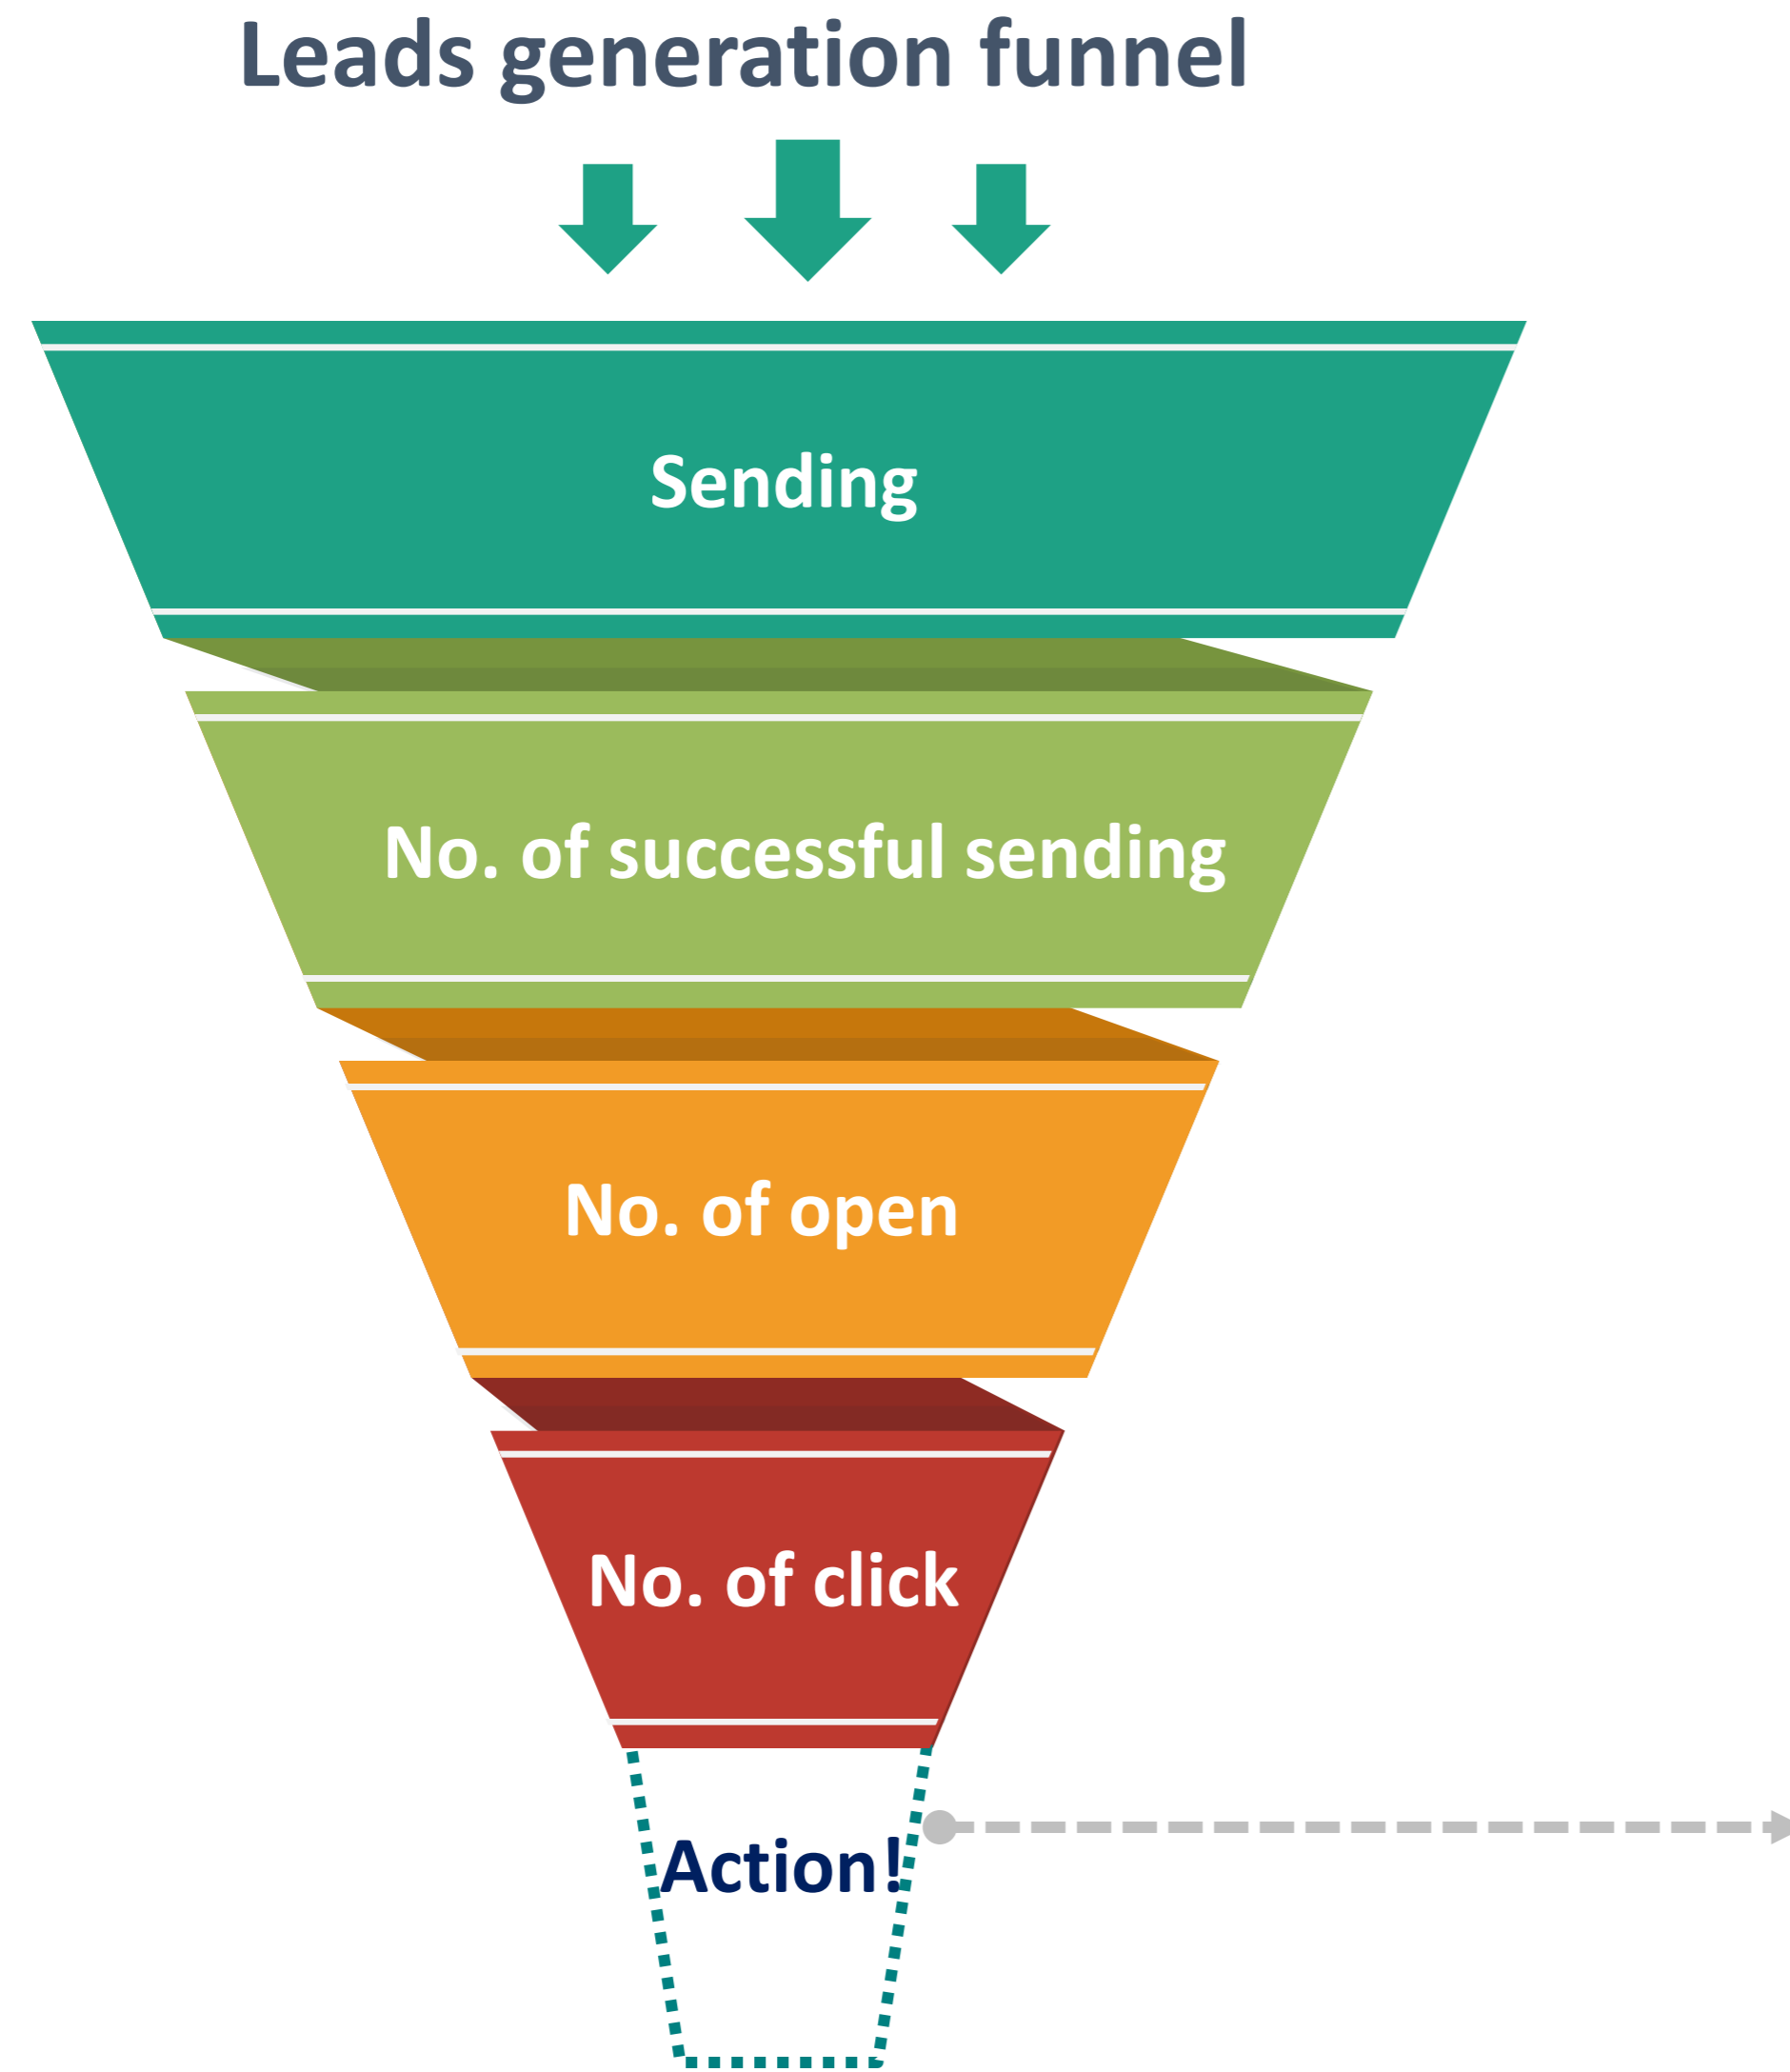 Leads generation funnel
Sending
No. of successful sending
No. of open
No. of click
Action!